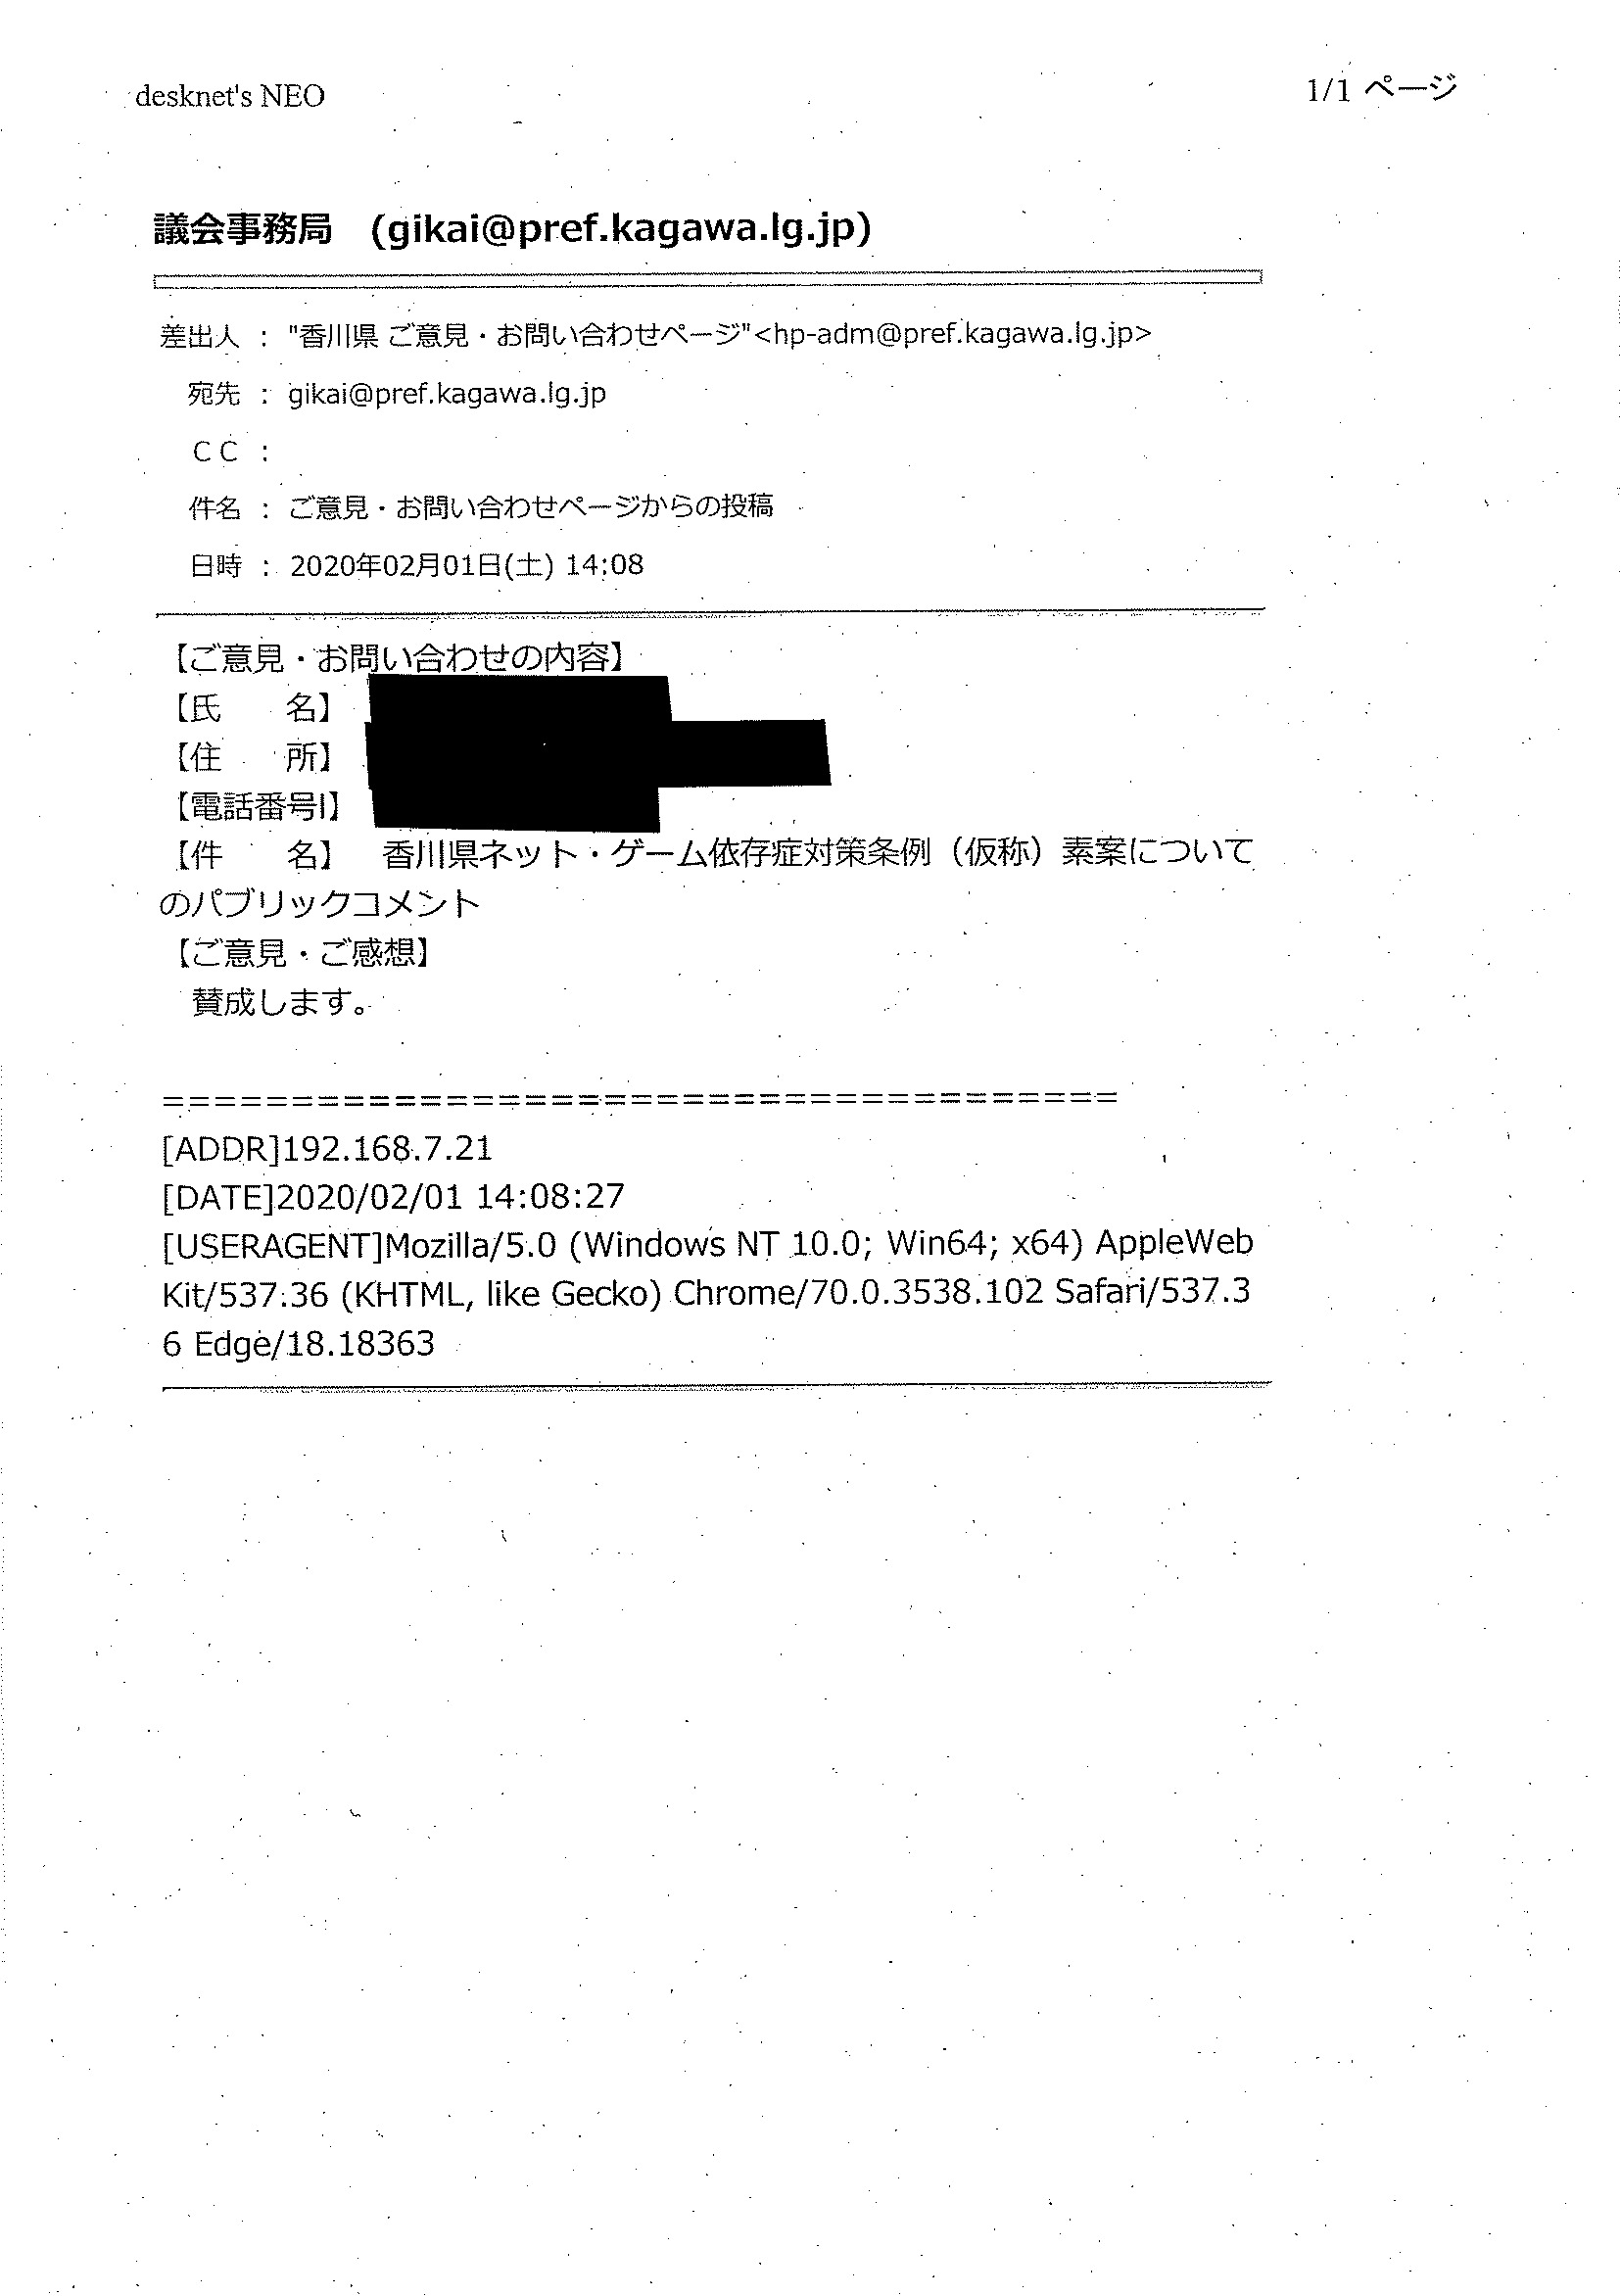 desknet's NEO
1/1 ページ
議会事務局　(gikai@pref.kagawa.lg.jp)
差出人 ： "香川県 ご意見・お問い合わせページ"<hp-adm@pref.kagawa.lg.jp>
宛先 ： gikai@pref.kagawa.lg.jp
ＣＣ ：
件名 ： ご意見・お問い合わせページからの投稿
日時 ： 2020年02月01日(土) 14:08
【ご意見・お問い合わせの内容】
【氏　　名】
【住　　所】
【電話番号】
【件　　名】　香川県ネット・ゲーム依存症対策条例（仮称）素案について
のパブリックコメント
【ご意見・ご感想】
賛成します。
=====================================
[ADDR]192.168.7.21
[DATE]2020/02/01 14:08:27
[USERAGENT]Mozilla/5.0 (Windows NT 10.0; Win64; x64) AppleWeb
Kit/537.36 (KHTML, like Gecko) Chrome/70.0.3538.102 Safari/537.3
6 Edge/18.18363